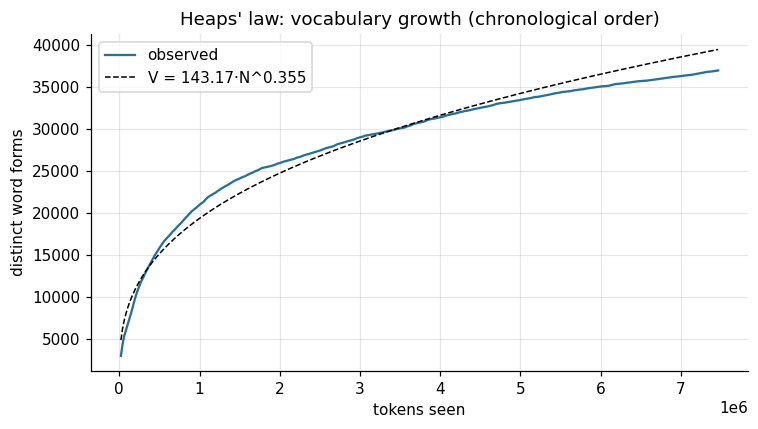 Heaps' law: vocabulary growth (chronological order)
observed
V = 143.17·N^0.355
distinct word forms
40000
35000
30000
25000
20000
15000
10000
5000
0 1 2 3 4 5 6 7
1e6
tokens seen